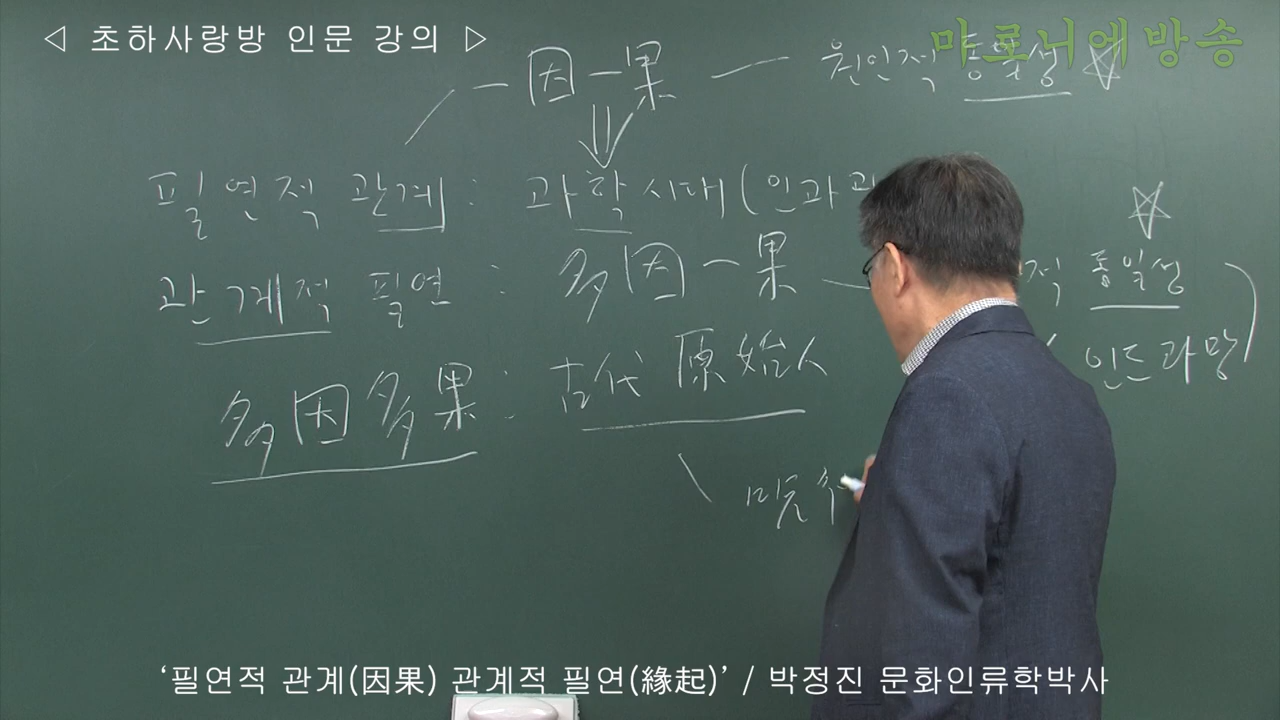 ◁ 초하사랑방 인문 강의 ▷
마로니에방송
一因一果 — 원인적 동일성 ☆
필연적 관계 : 과학시대 (인과
관계적 필연 : 多因一果 — 적 동일성 ☆
인드라망
多因多果 : 古代 原始人
‘필연적 관계(因果) 관계적 필연(緣起)’ / 박정진 문화인류학박사